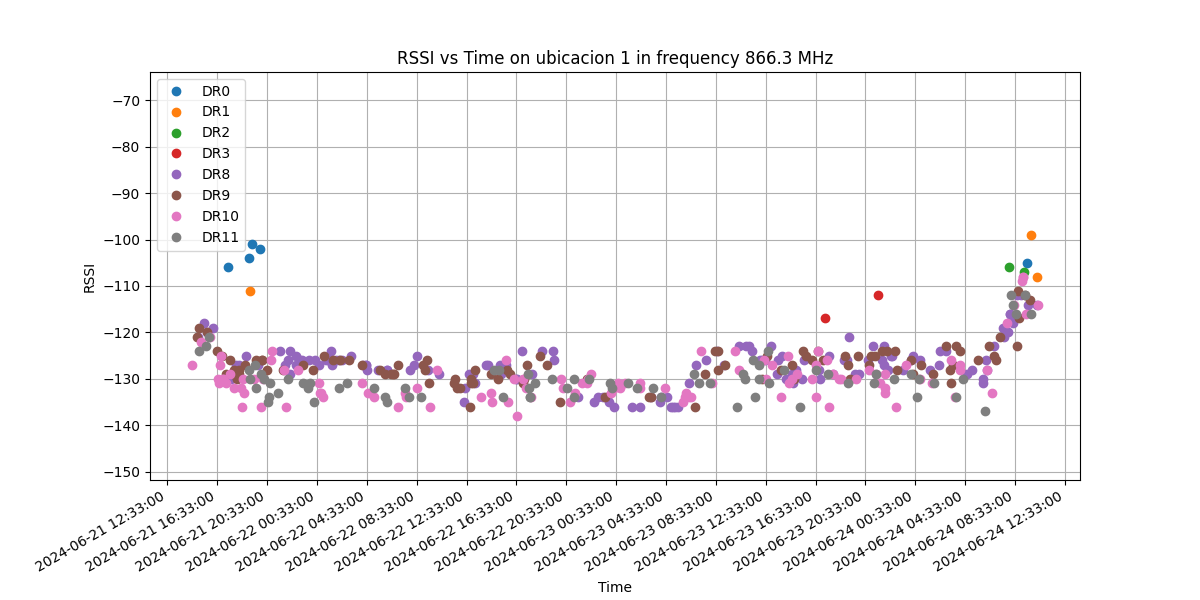 RSSI vs Time on ubicacion 1 in frequency 866.3 MHz
DR0
DR1
DR2
DR3
DR8
DR9
DR10
DR11
−70
−80
−90
−100
−110
−120
−130
−140
−150
RSSI
2024-06-21 12:33:00
2024-06-21 16:33:00
2024-06-21 20:33:00
2024-06-22 00:33:00
2024-06-22 04:33:00
2024-06-22 08:33:00
2024-06-22 12:33:00
2024-06-22 16:33:00
2024-06-22 20:33:00
2024-06-23 00:33:00
2024-06-23 04:33:00
2024-06-23 08:33:00
2024-06-23 12:33:00
2024-06-23 16:33:00
2024-06-23 20:33:00
2024-06-24 00:33:00
2024-06-24 04:33:00
2024-06-24 08:33:00
2024-06-24 12:33:00
Time